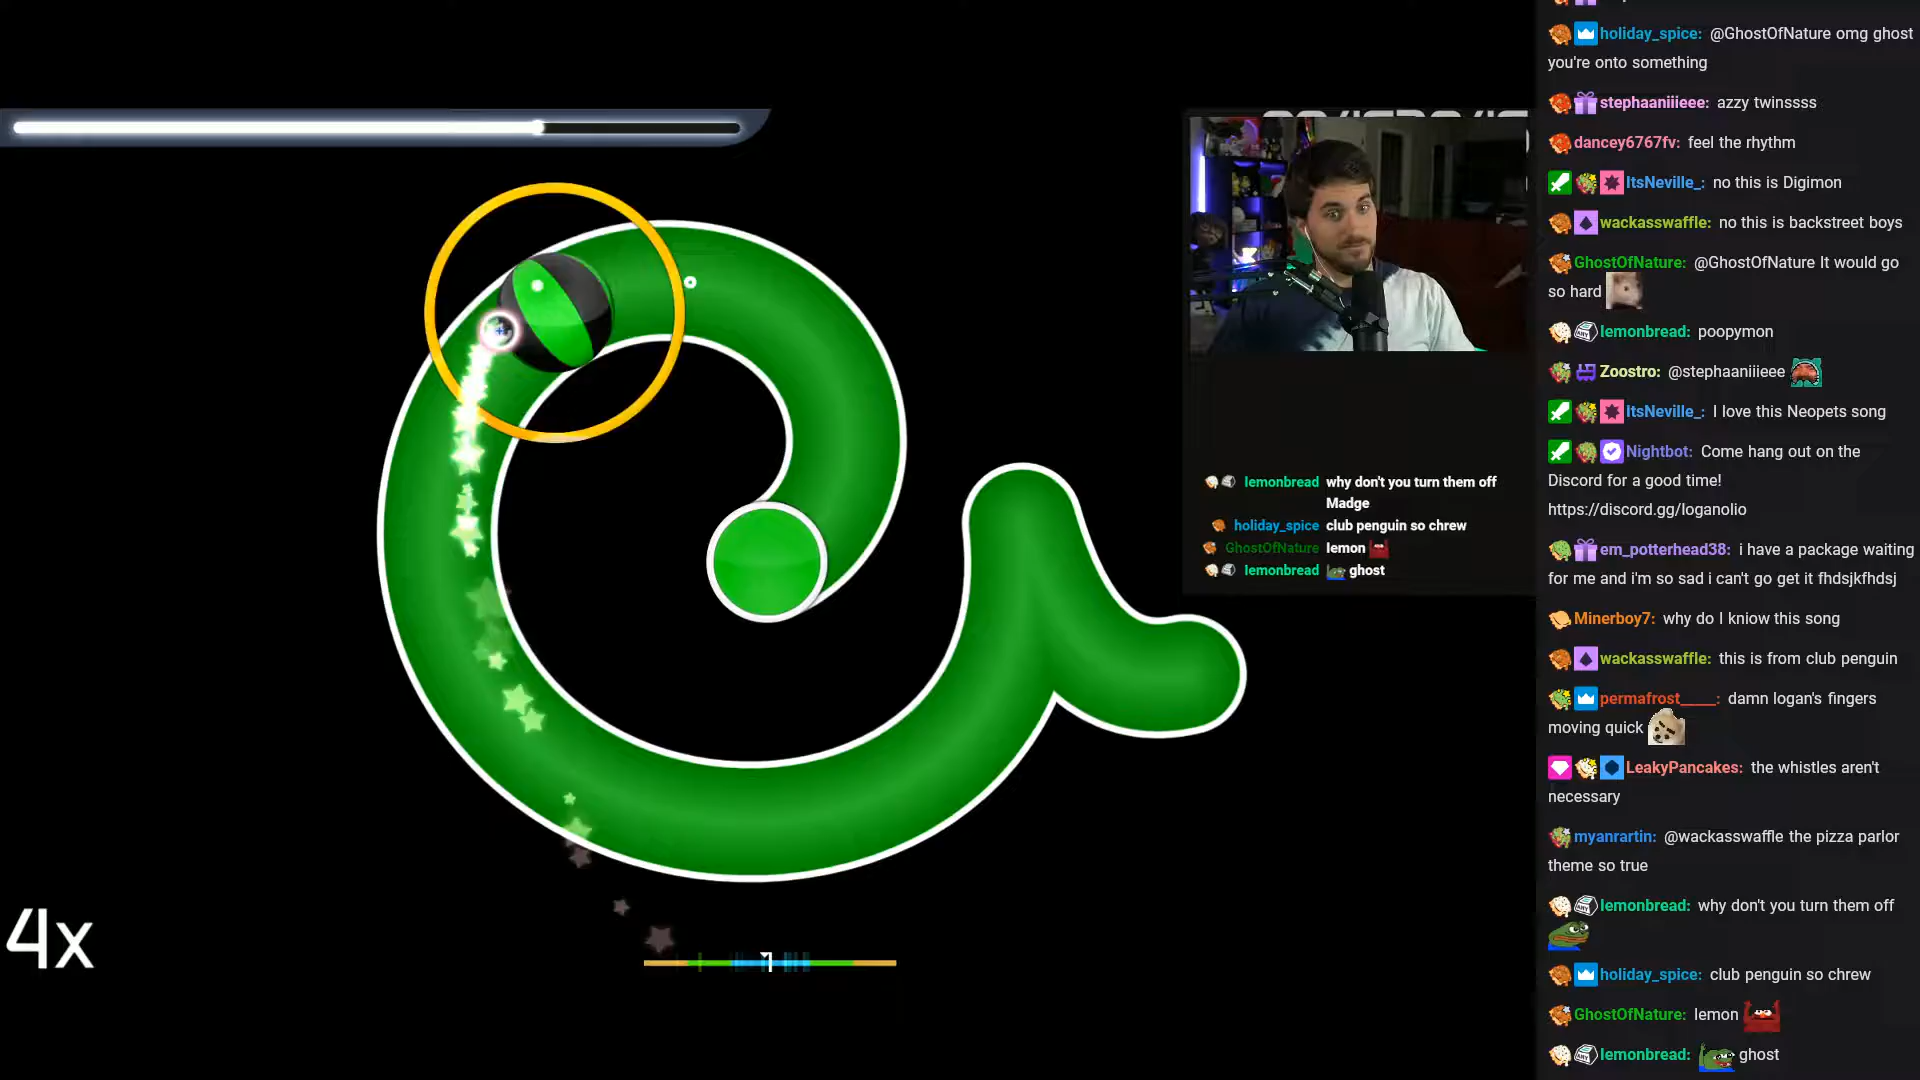 4x
lemonbread why don't you turn them off
Madge
holiday_spice club penguin so chrew
GhostOfNature lemon
lemonbread ghost
holiday_spice: @GhostOfNature omg ghost
you're onto something
stephaaniiieee: azzy twinssss
dancey6767fv: feel the rhythm
ItsNeville_: no this is Digimon
wackasswaffle: no this is backstreet boys
GhostOfNature: @GhostOfNature It would go
so hard
lemonbread: poopymon
Zoostro: @stephaaniiieee
ItsNeville_: I love this Neopets song
Nightbot: Come hang out on the
Discord for a good time!
https://discord.gg/loganolio
em_potterhead38: i have a package waiting
for me and i'm so sad i can't go get it fhdsjkfhdsj
Minerboy7: why do I kniow this song
wackasswaffle: this is from club penguin
permafrost_____: damn logan's fingers
moving quick
LeakyPancakes: the whistles aren't
necessary
myanrartin: @wackasswaffle the pizza parlor
theme so true
lemonbread: why don't you turn them off
holiday_spice: club penguin so chrew
GhostOfNature: lemon
lemonbread: ghost